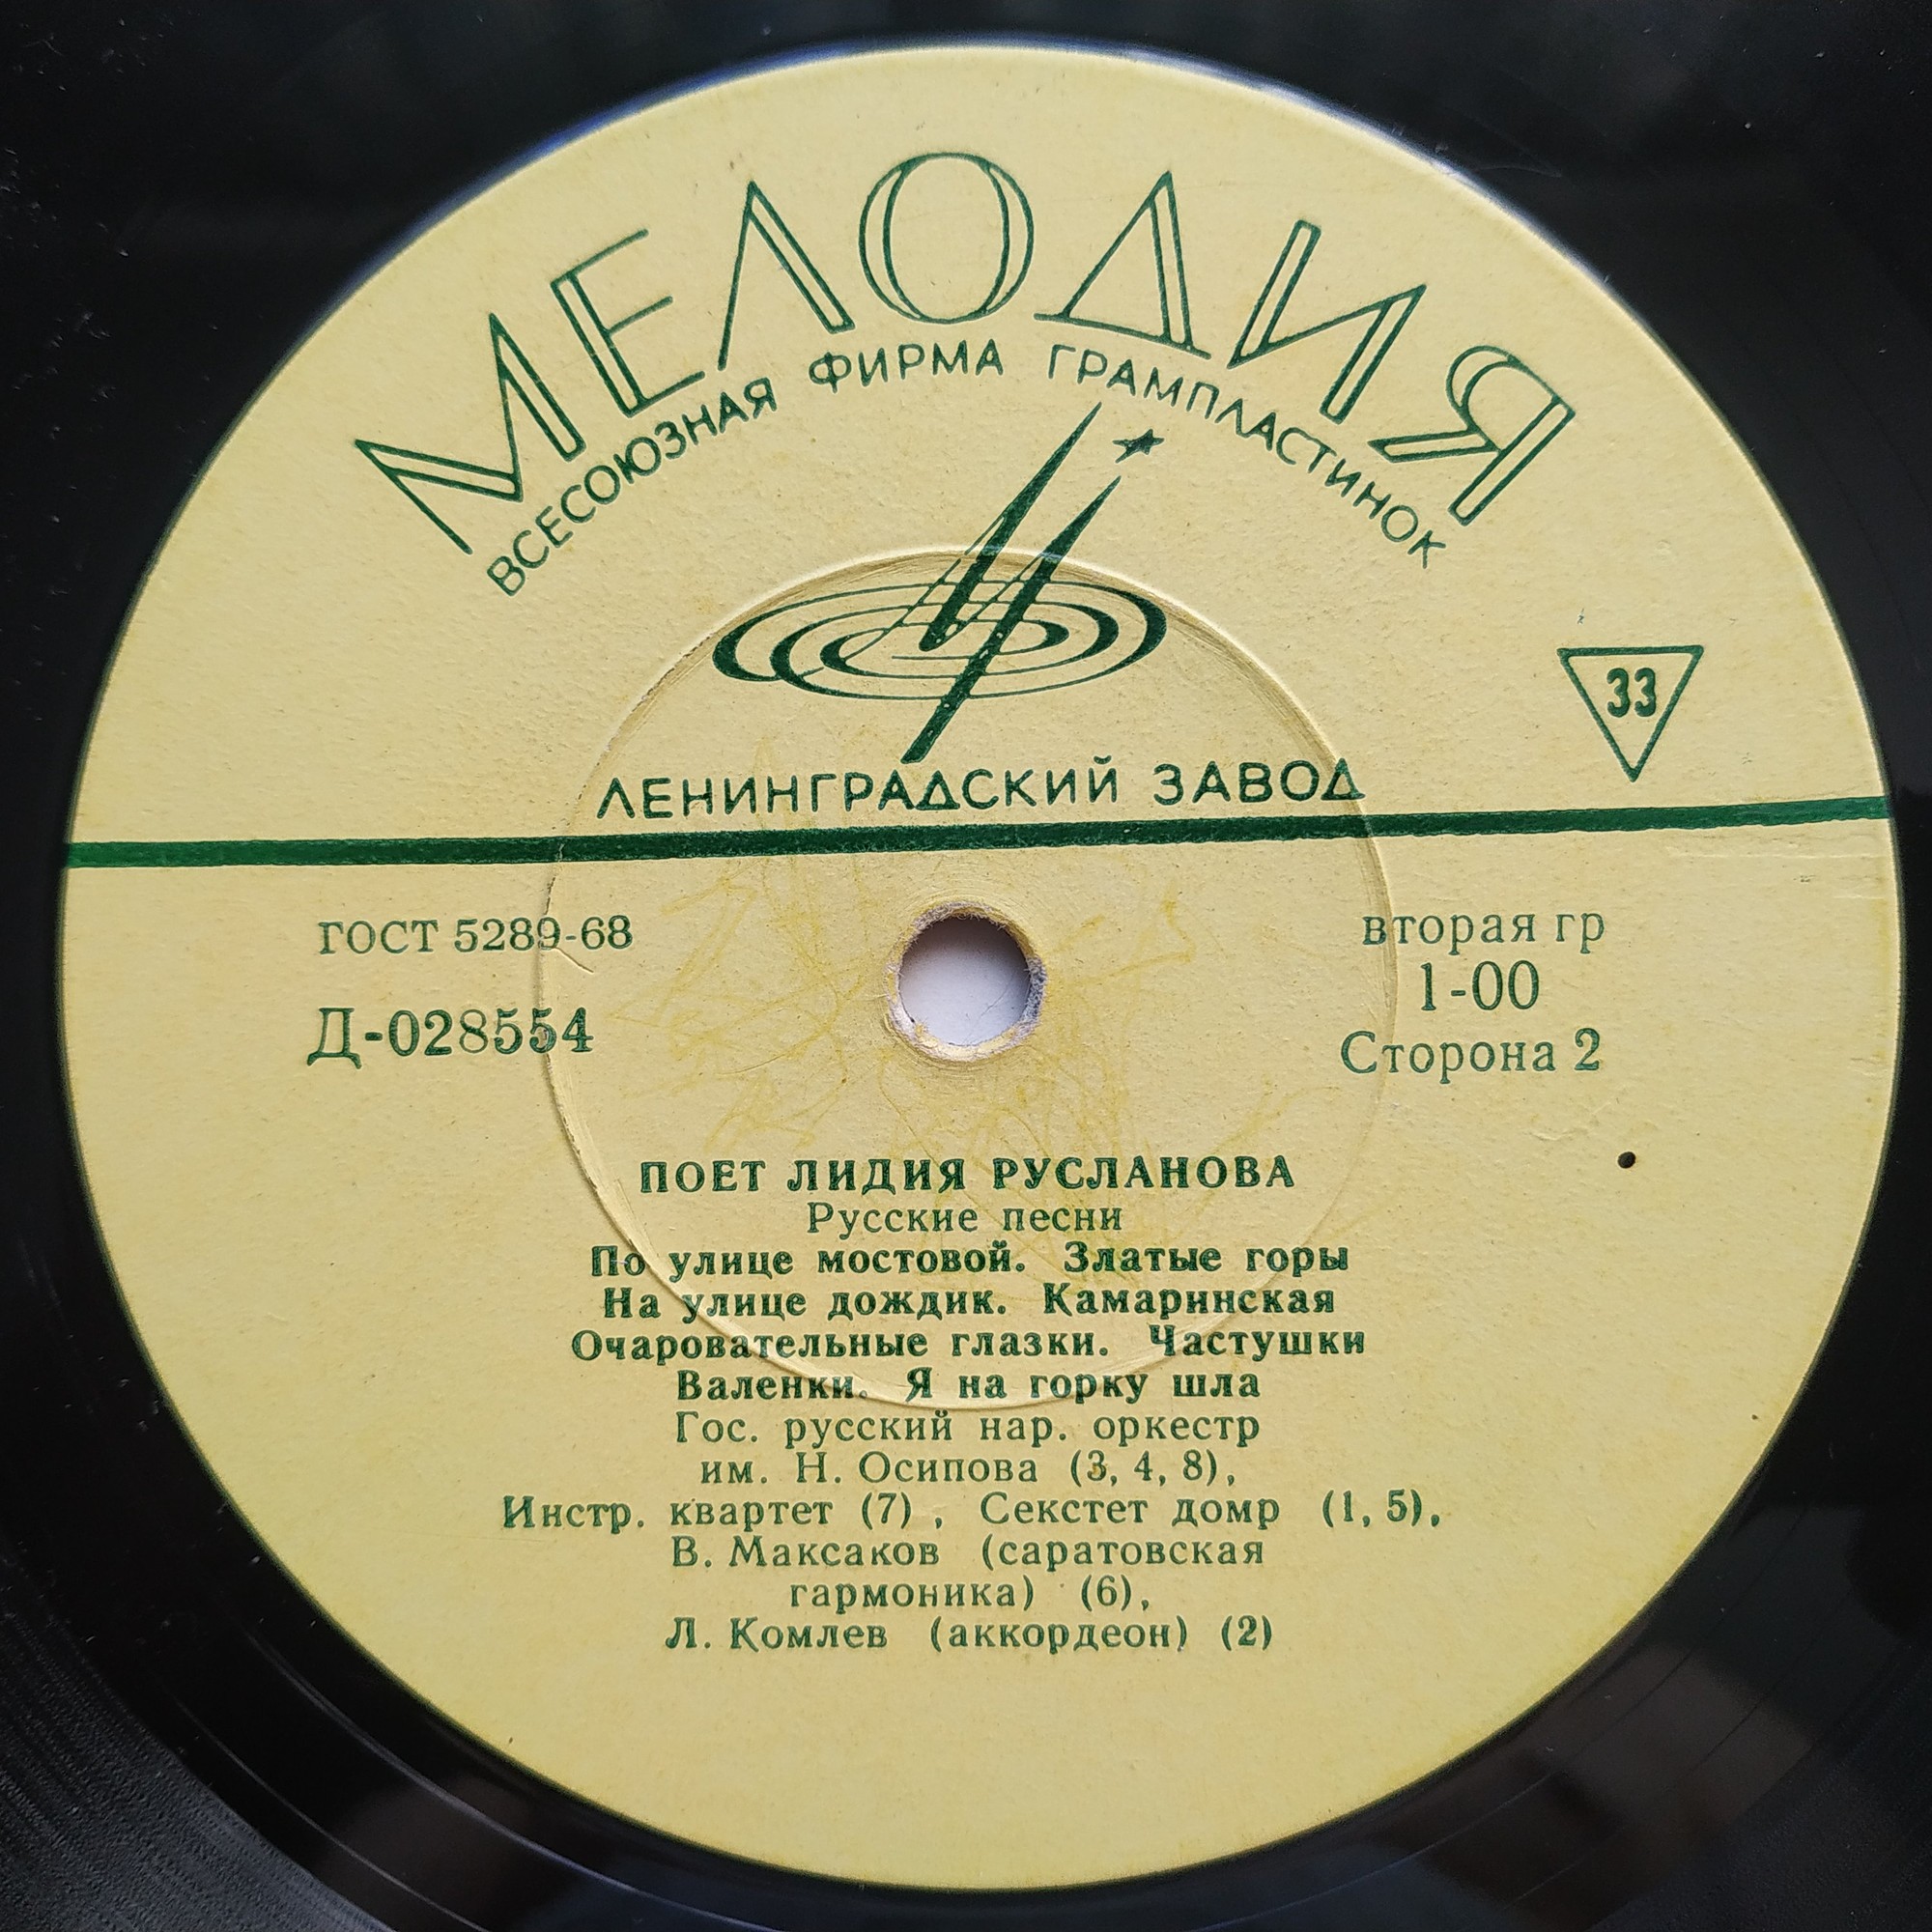 МЕЛОДИЯ
ВСЕСОЮЗНАЯ ФИРМА ГРАМПЛАСТИНОК
33
ЛЕНИНГРАДСКИЙ ЗАВОД
ГОСТ 5289-68
Д-028554
вторая гр
1-00
Сторона 2
ПОЕТ ЛИДИЯ РУСЛАНОВА
Русские песни
По улице мостовой. Златые горы
На улице дождик. Камаринская
Очаровательные глазки. Частушки
Валенки. Я на горку шла
Гос. русский нар. оркестр
им. Н. Осипова (3, 4, 8),
Инстр. квартет (7) , Секстет домр (1, 5),
В. Максаков (саратовская
гармоника) (6),
Л. Комлев (аккордеон) (2)